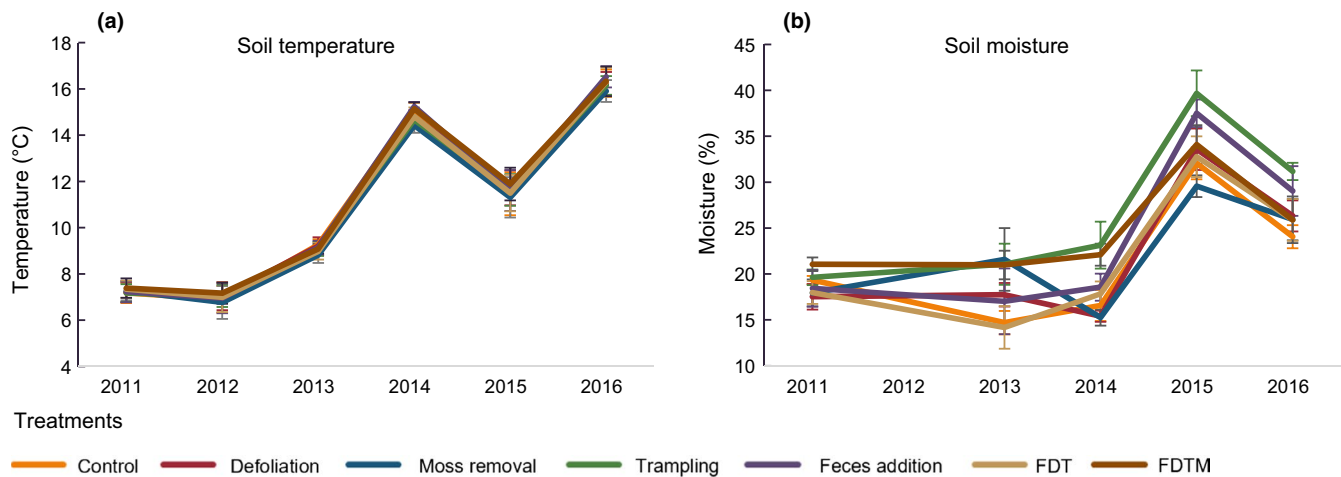 (a)
Soil temperature
Temperature (°C)
18
16
14
12
10
8
6
4
2011 2012 2013 2014 2015 2016
(b)
Soil moisture
Moisture (%)
45
40
35
30
25
20
15
10
2011 2012 2013 2014 2015 2016
Treatments
Control Defoliation Moss removal Trampling Feces addition FDT FDTM